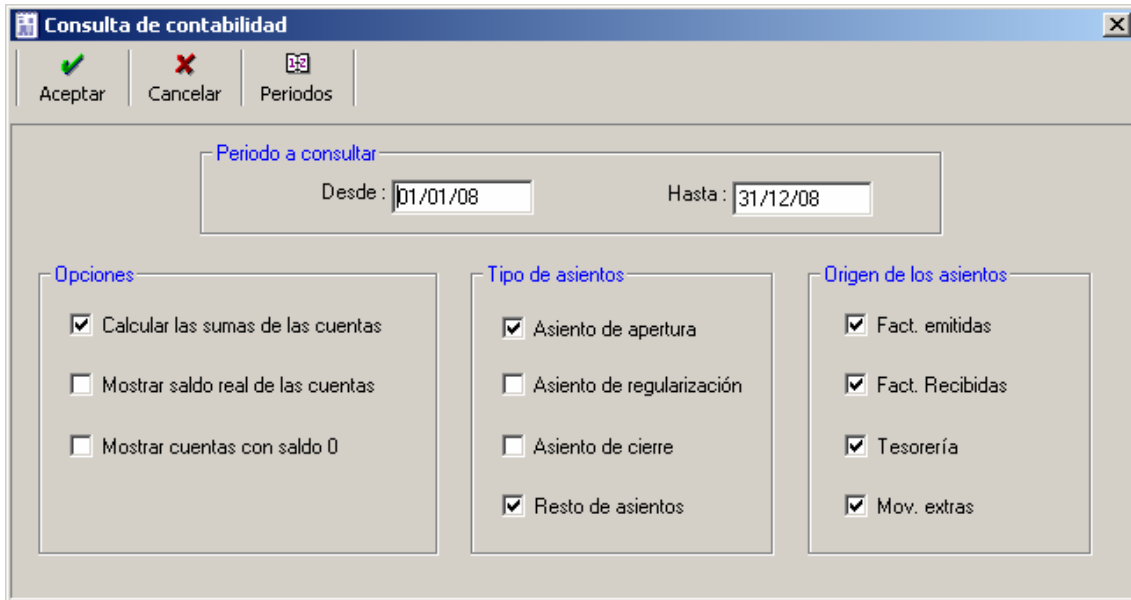 Consulta de contabilidad
Aceptar Cancelar Periodos
Periodo a consultar
Desde : 01/01/08 Hasta : 31/12/08
Opciones
Calcular las sumas de las cuentas
Mostrar saldo real de las cuentas
Mostrar cuentas con saldo 0
Tipo de asientos
Asiento de apertura
Asiento de regularización
Asiento de cierre
Resto de asientos
Origen de los asientos
Fact. emitidas
Fact. Recibidas
Tesorería
Mov. extras